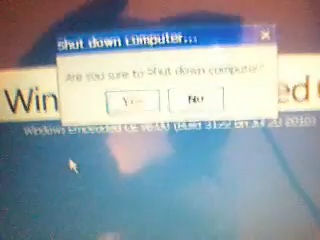 Shut down computer...
Are you sure to Shut down computer?
Yes No
Win ed C
Windows Embedded CE v6.00 (Build 3122 on Jul 20 2010)